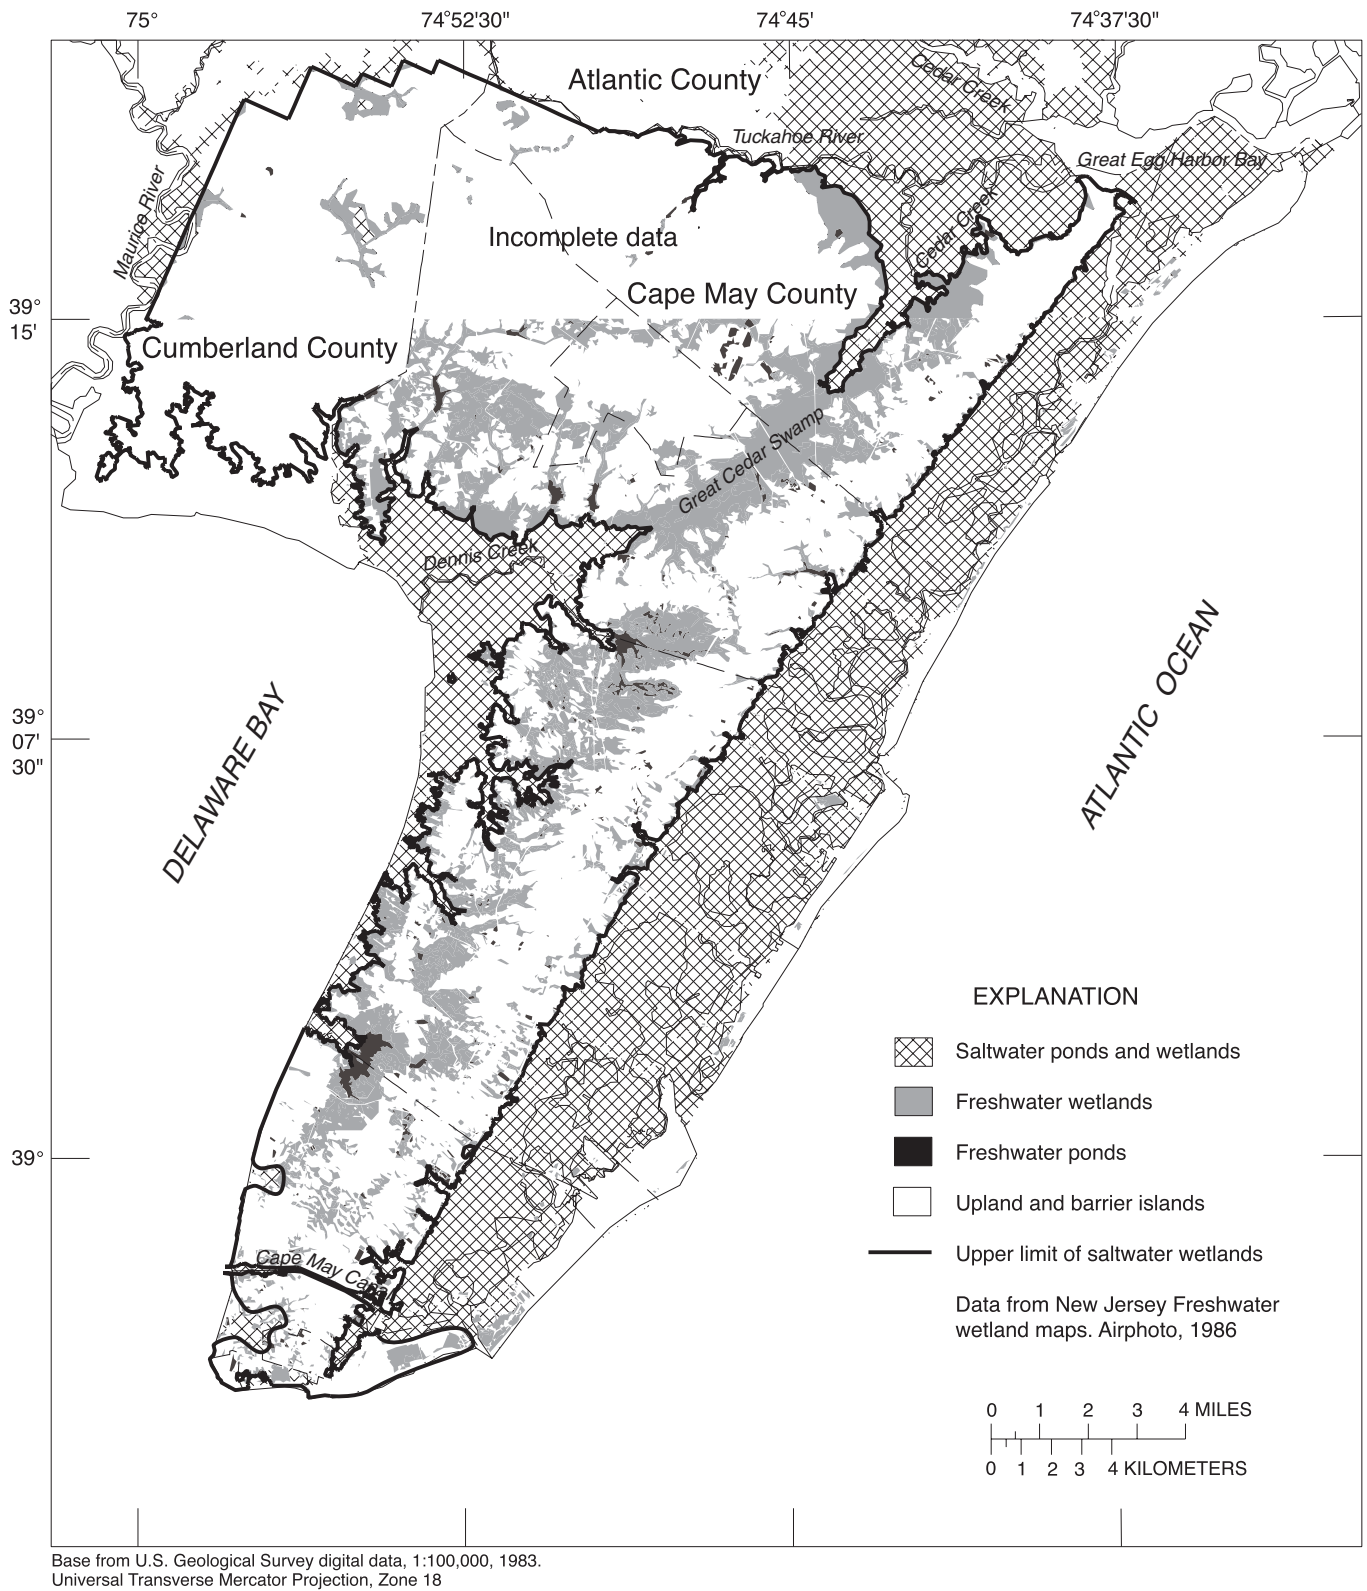 75° 74°52'30" 74°45' 74°37'30"
Atlantic County
Cedar Creek
Tuckahoe River
Great Egg Harbor Bay
Maurice River
Cedar Creek
Incomplete data
Cape May County
39°
15'
Cumberland County
Great Cedar Swamp
Dennis Creek
ATLANTIC OCEAN
39°
07'
30"
DELAWARE BAY
EXPLANATION
Saltwater ponds and wetlands
Freshwater wetlands
Freshwater ponds
39°
Upland and barrier islands
Upper limit of saltwater wetlands
Cape May Canal
Data from New Jersey Freshwater
wetland maps. Airphoto, 1986
0 1 2 3 4 MILES
0 1 2 3 4 KILOMETERS
Base from U.S. Geological Survey digital data, 1:100,000, 1983.
Universal Transverse Mercator Projection, Zone 18